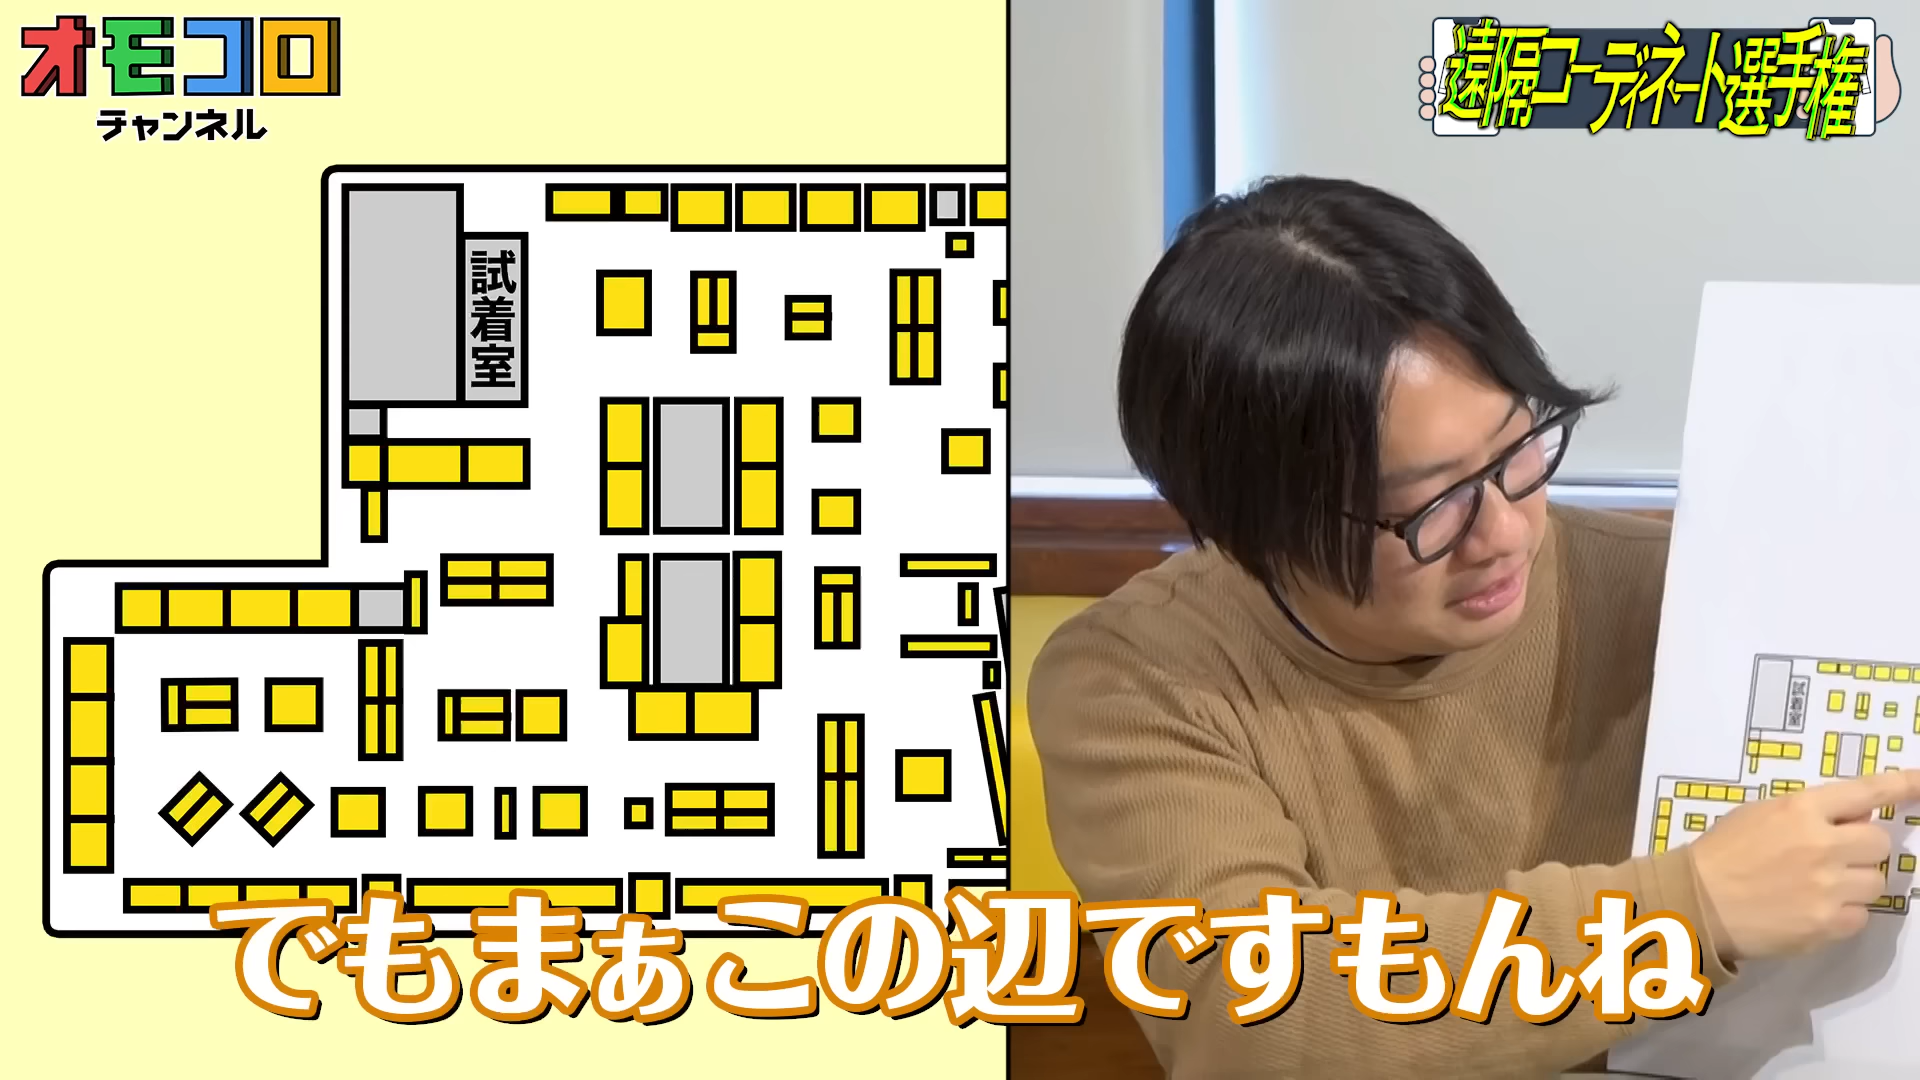 オモコロ
チャンネル
遠隔コーディネート選手権
試着室
でもまぁこの辺ですもんね